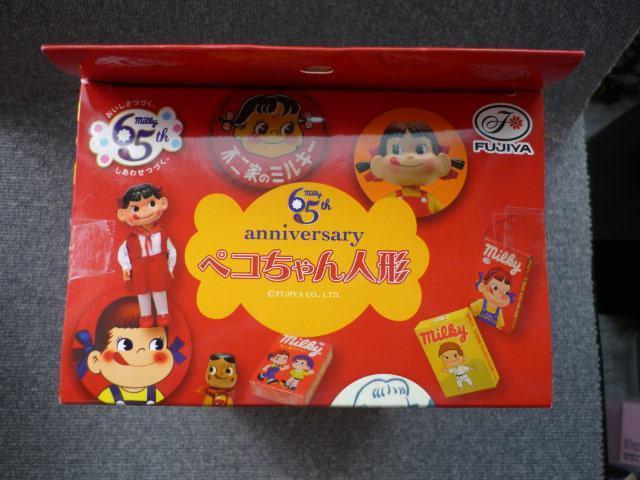 おいしさつづく、
milky
65th
しあわせつづく。
不二家のミルキー
F
FUJIYA
milky
65th
anniversary
ペコちゃん人形
©FUJIYA CO., LTD.
milky
milky
milky